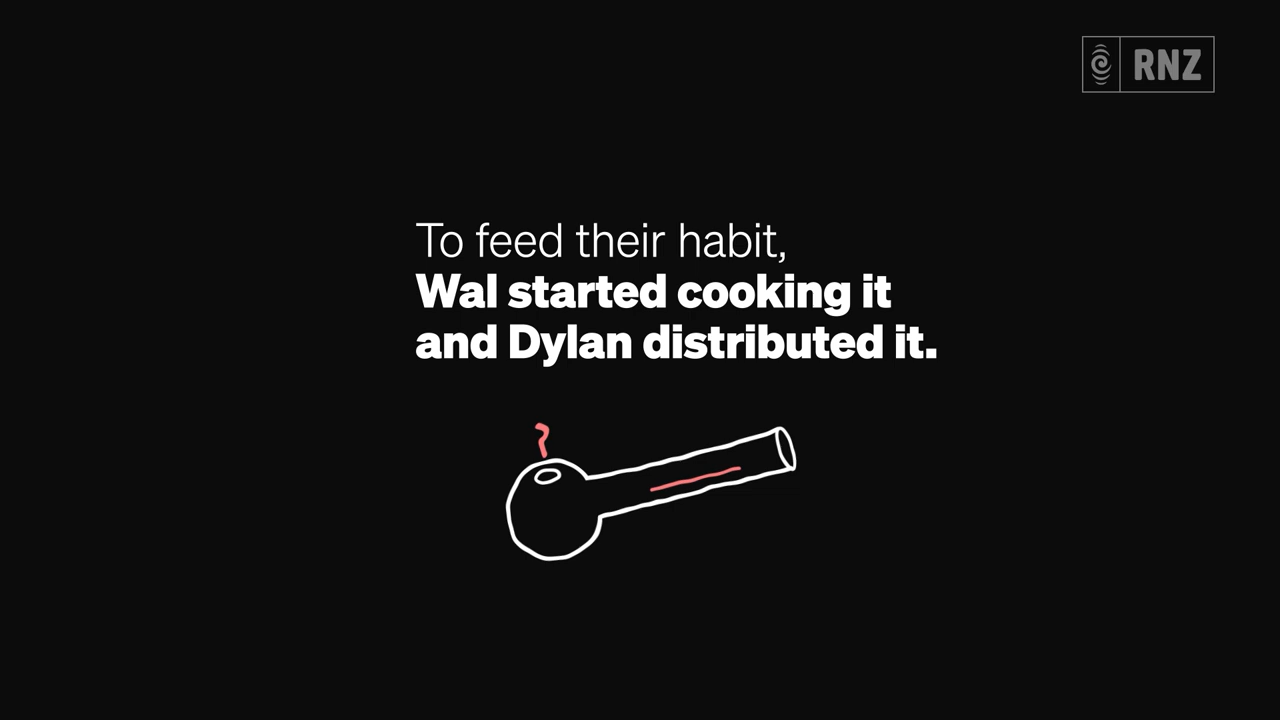 RNZ
To feed their habit,
Wal started cooking it
and Dylan distributed it.